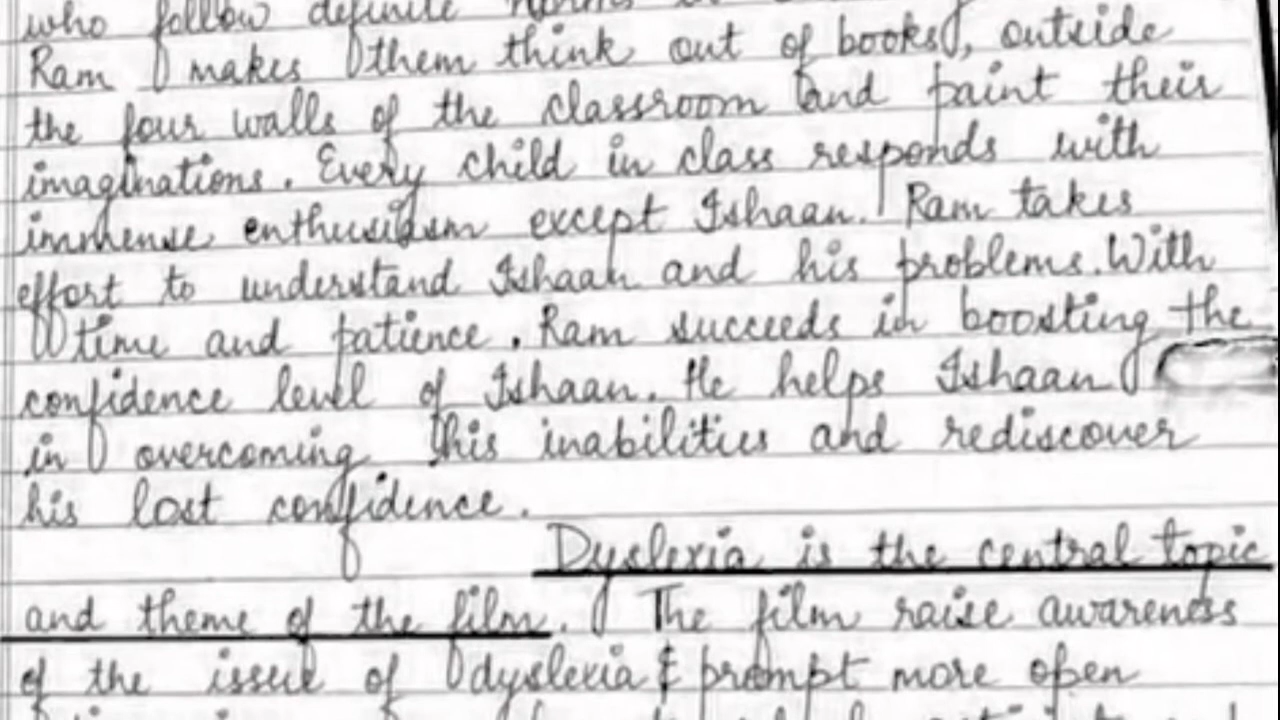 who follow definite norms
Ram makes them think out of books, outside
the four walls of the classroom and paint their
imaginations. Every child in class responds with
immense enthusiasm except Ishaan. Ram takes
effort to understand Ishaan and his problems. With
time and patience, Ram succeeds in boosting the
confidence level of Ishaan. He helps Ishaan
in overcoming his inabilities and rediscover
his lost confidence.
Dyslexia is the central topic
and theme of the film. The film raise awareness
of the issue of dyslexia & prompt more open